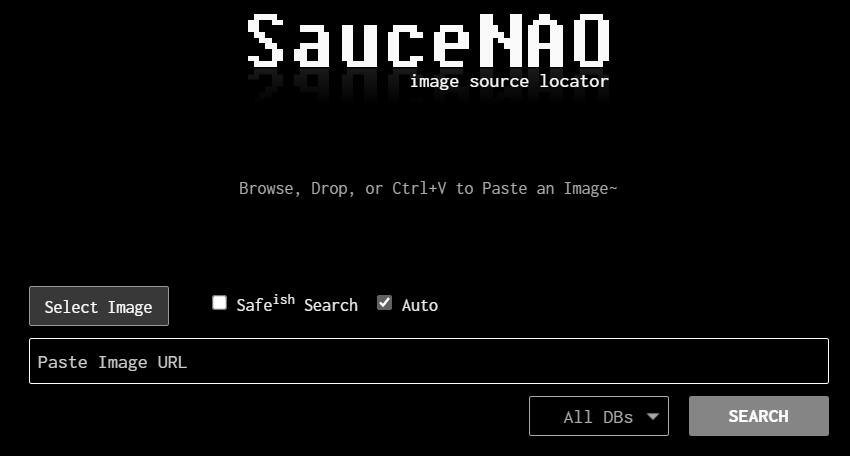 SauceNAO
image source locator
Browse, Drop, or Ctrl+V to Paste an Image~
Select Image
Safeish Search
Auto
Paste Image URL
All DBs
SEARCH